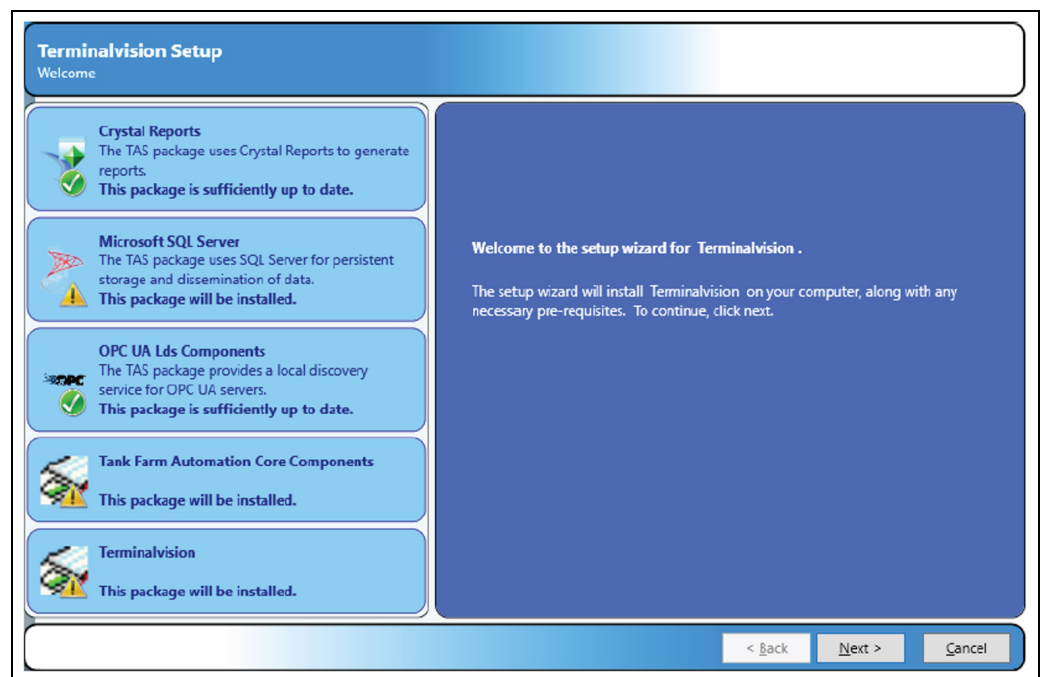 Terminalvision Setup
Welcome
Crystal Reports
The TAS package uses Crystal Reports to generate
reports.
This package is sufficiently up to date.
Microsoft SQL Server
The TAS package uses SQL Server for persistent
storage and dissemination of data.
This package will be installed.
OPC UA Lds Components
The TAS package provides a local discovery
service for OPC UA servers.
This package is sufficiently up to date.
OPC
Tank Farm Automation Core Components
This package will be installed.
Terminalvision
This package will be installed.
Welcome to the setup wizard for Terminalvision .
The setup wizard will install Terminalvision on your computer, along with any
necessary pre-requisites. To continue, click next.
< Back
Next >
Cancel